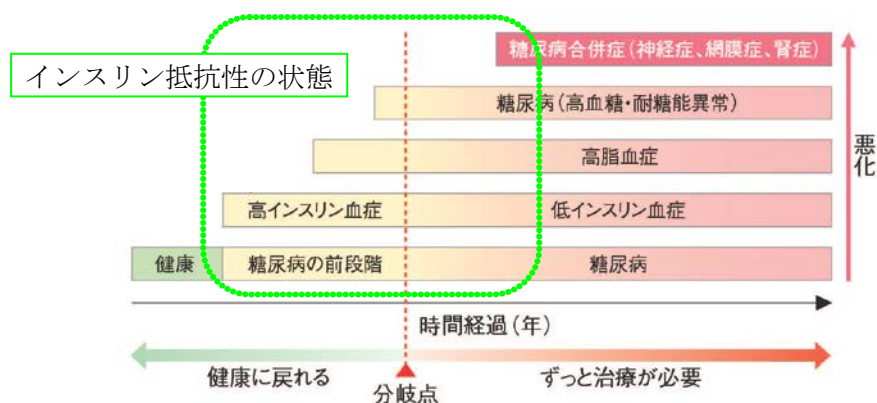 糖尿病合併症(神経症、網膜症、腎症)
インスリン抵抗性の状態
糖尿病(高血糖・耐糖能異常)
悪化
高脂血症
高インスリン血症 低インスリン血症
健康 糖尿病の前段階 糖尿病
時間経過(年)
健康に戻れる ずっと治療が必要
分岐点